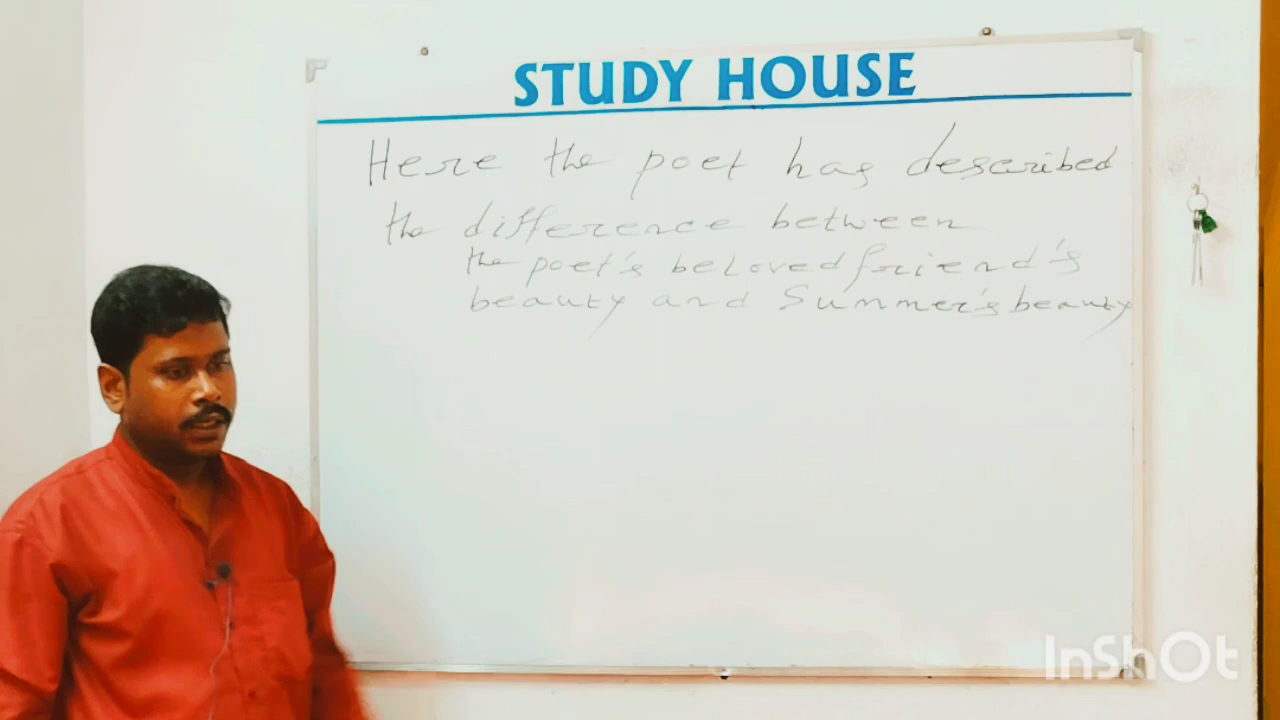 STUDY HOUSE
Here the poet has described
the difference between
the poet's beloved friend's
beauty and Summer's beauty
InShOt